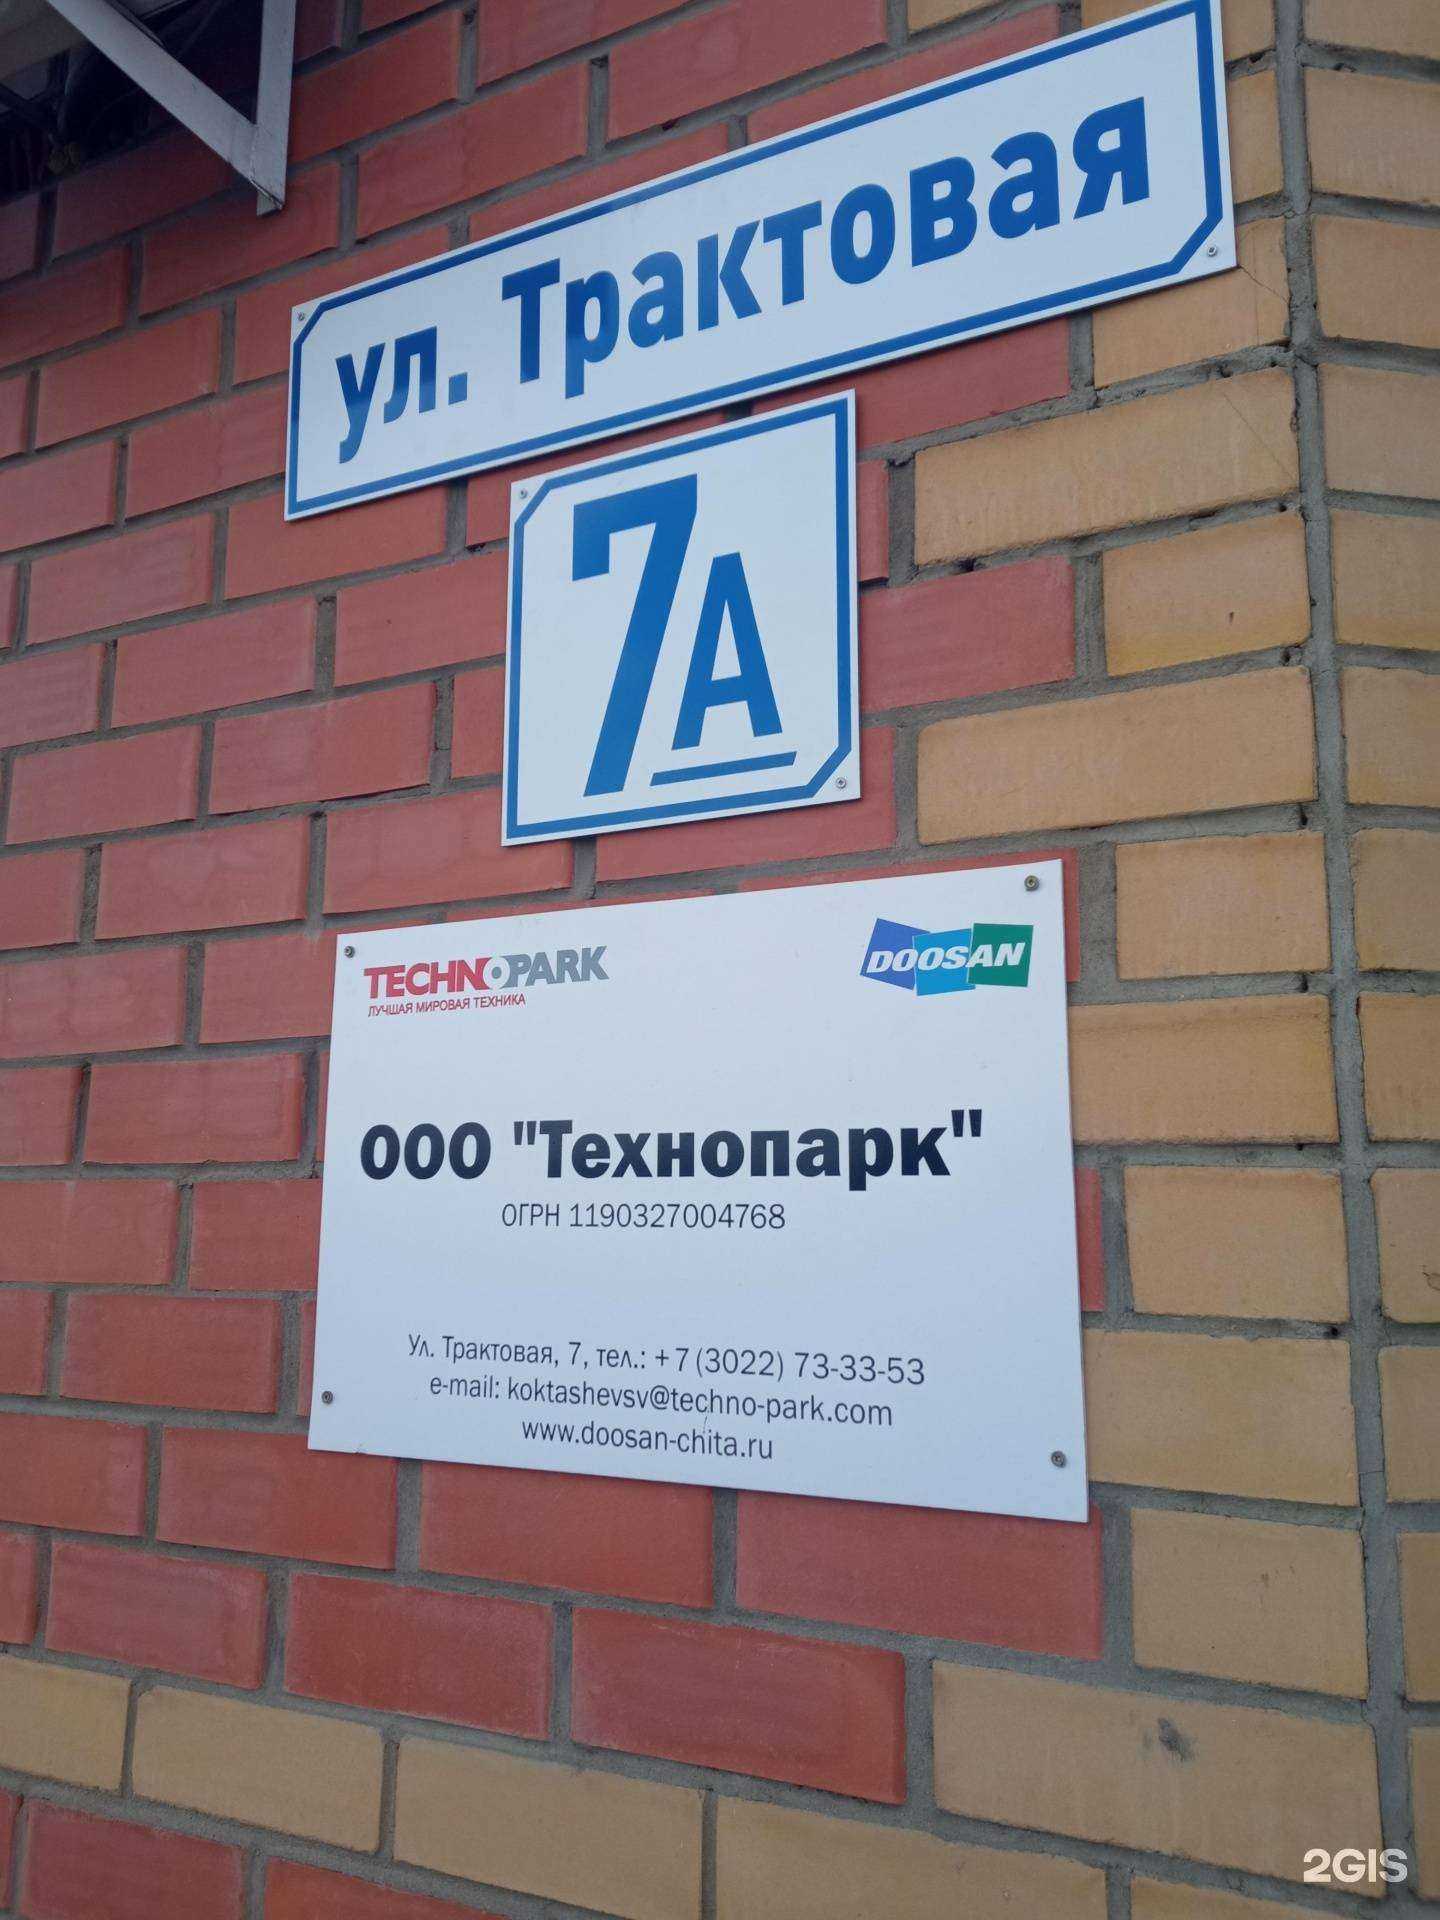 ул. Трактовая
7А
TECHNOPARK
ЛУЧШАЯ МИРОВАЯ ТЕХНИКА
DOOSAN
ООО "Технопарк"
ОГРН 1190327004768
Ул. Трактовая, 7, тел.: +7 (3022) 73-33-53
e-mail: koktashevsv@techno-park.com
www.doosan-chita.ru
2GIS